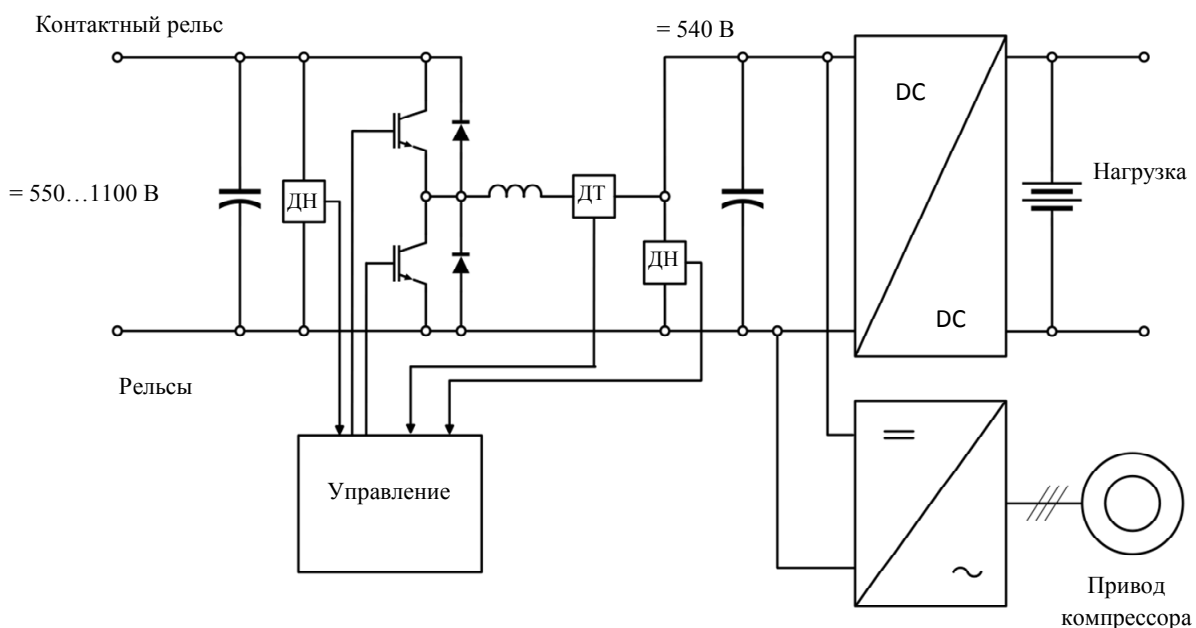 Контактный рельс
= 540 В
DC
= 550…1100 В
ДН
ДТ
Нагрузка
ДН
DC
Рельсы
Управление
Привод
компрессора